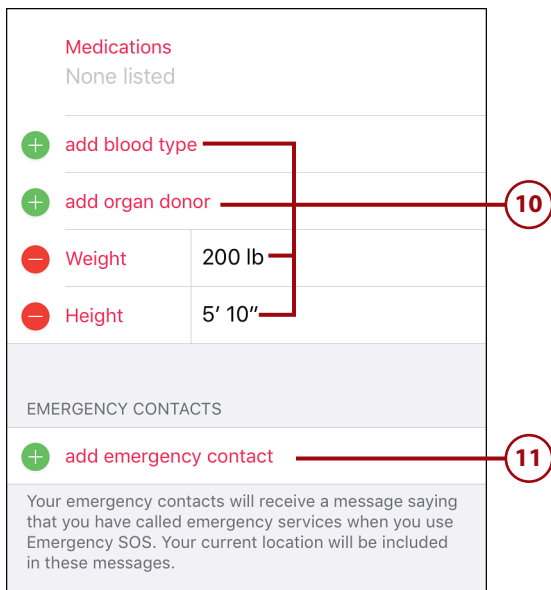 Medications
None listed
add blood type
add organ donor
10
Weight 200 lb
Height 5′ 10″
EMERGENCY CONTACTS
add emergency contact
11
Your emergency contacts will receive a message saying
that you have called emergency services when you use
Emergency SOS. Your current location will be included
in these messages.